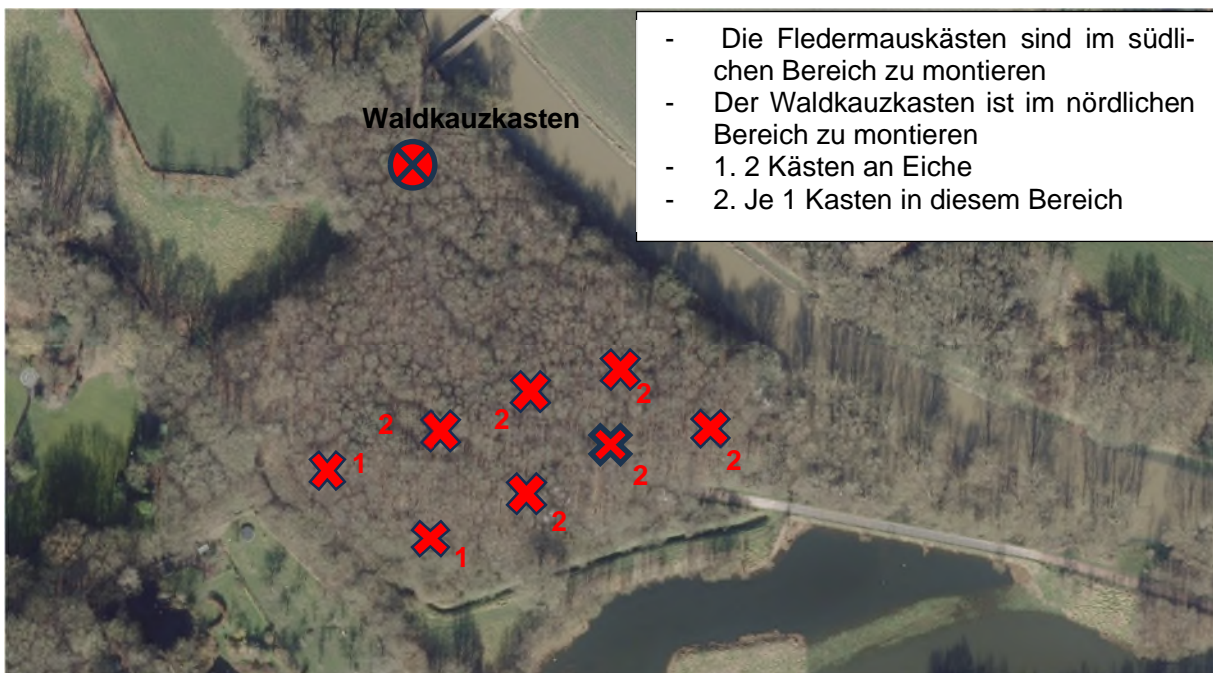 - Die Fledermauskästen sind im südli-
chen Bereich zu montieren
- Der Waldkauzkasten ist im nördlichen
Bereich zu montieren
- 1. 2 Kästen an Eiche
- 2. Je 1 Kasten in diesem Bereich
Waldkauzkasten
2
2
2
2
1
2
2
1